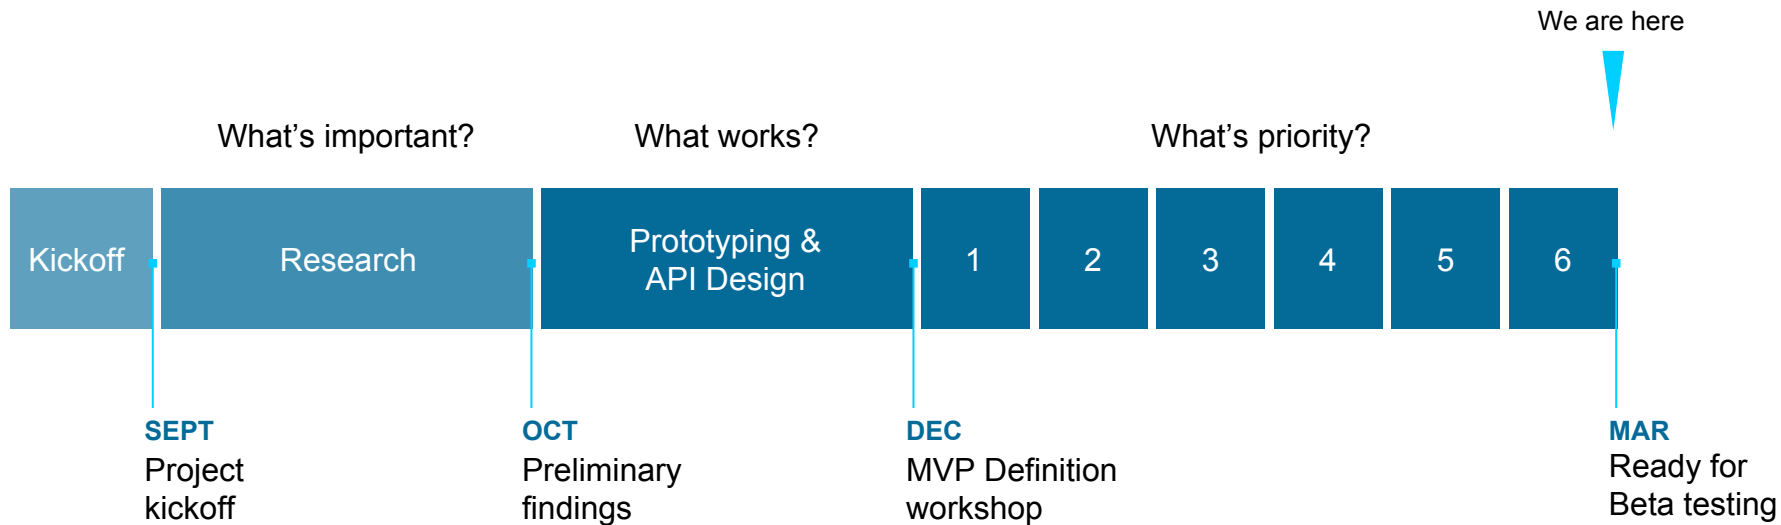 We are here
What’s important?
What works?
What’s priority?
Kickoff
Research
Prototyping &
API Design
1
2
3
4
5
6
SEPT
Project
kickoff
OCT
Preliminary
findings
DEC
MVP Definition
workshop
MAR
Ready for
Beta testing